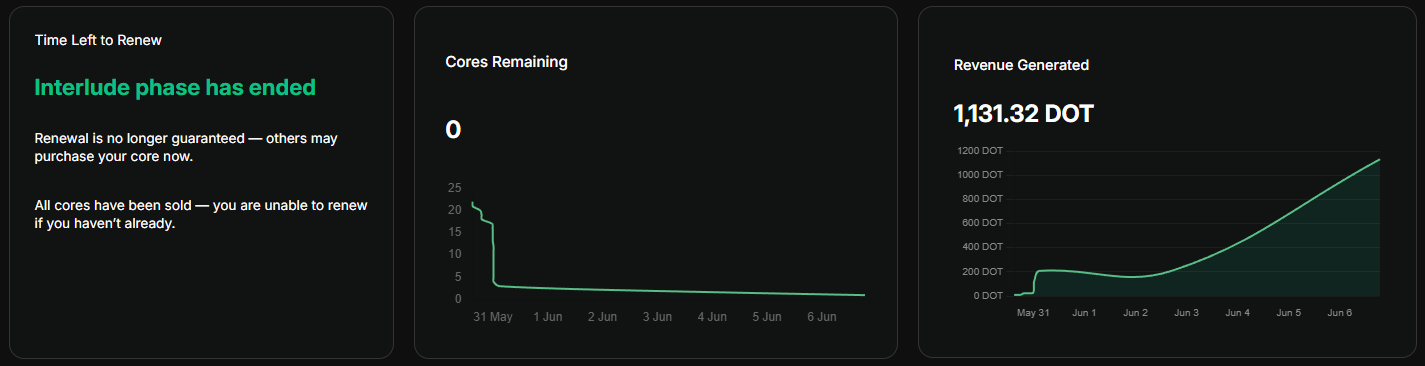 Time Left to Renew
Interlude phase has ended
Renewal is no longer guaranteed — others may
purchase your core now.
All cores have been sold — you are unable to renew
if you haven’t already.
Cores Remaining
0
25
20
15
10
5
0
31 May 1 Jun 2 Jun 3 Jun 4 Jun 5 Jun 6 Jun
Revenue Generated
1,131.32 DOT
1200 DOT
1000 DOT
800 DOT
600 DOT
400 DOT
200 DOT
0 DOT
May 31 Jun 1 Jun 2 Jun 3 Jun 4 Jun 5 Jun 6